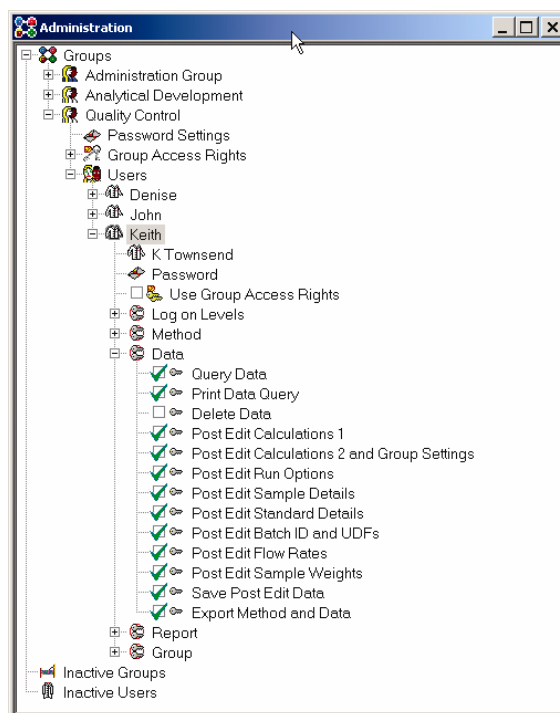 Administration
Groups
Administration Group
Analytical Development
Quality Control
Password Settings
Group Access Rights
Users
Denise
John
Keith
K Townsend
Password
Use Group Access Rights
Log on Levels
Method
Data
Query Data
Print Data Query
Delete Data
Post Edit Calculations 1
Post Edit Calculations 2 and Group Settings
Post Edit Run Options
Post Edit Sample Details
Post Edit Standard Details
Post Edit Batch ID and UDFs
Post Edit Flow Rates
Post Edit Sample Weights
Save Post Edit Data
Export Method and Data
Report
Group
Inactive Groups
Inactive Users